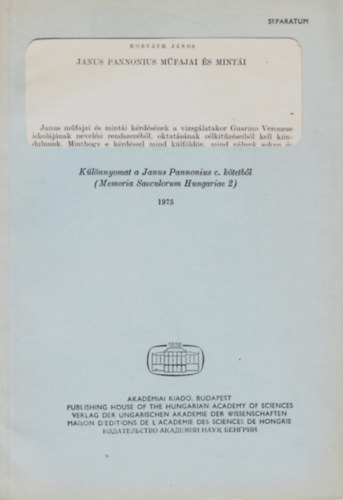 SEPARATUM
HORVÁTH JÁNOS
JANUS PANNONIUS MŰFAJAI ÉS MINTÁI
Janus műfajai és mintái kérdésének a vizsgálatakor Guarino Veronese
iskolájának nevelési rendszeréből, oktatásának célkitűzéseiből kell kiin-
dulnunk. Minthogy e kérdéssel mind külföldön, mind nálunk sokan és
Különnyomat a Janus Pannonius c. kötetből
(Memoria Saeculorum Hungariae 2)
1975
1828
AKADÉMIAI KIADÓ, BUDAPEST
PUBLISHING HOUSE OF THE HUNGARIAN ACADEMY OF SCIENCES
VERLAG DER UNGARISCHEN AKADEMIE DER WISSENSCHAFTEN
MAISON D'EDITIONS DE L'ACADEMIE DES SCIENCES DE HONGRIE
ИЗДАТЕЛЬСТВО АКАДЕМИИ НАУК ВЕНГРИИ